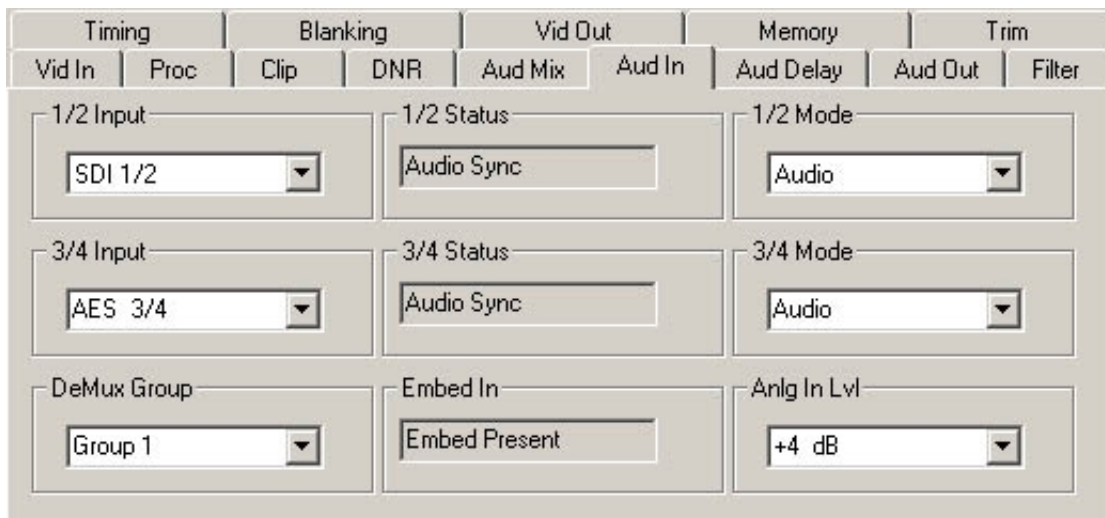 Timing Blanking Vid Out Memory Trim
Vid In Proc Clip DNR Aud Mix Aud In Aud Delay Aud Out Filter
1/2 Input 1/2 Status 1/2 Mode
SDI 1/2 Audio Sync Audio
3/4 Input 3/4 Status 3/4 Mode
AES 3/4 Audio Sync Audio
DeMux Group Embed In Anlg In Lvl
Group 1 Embed Present +4 dB